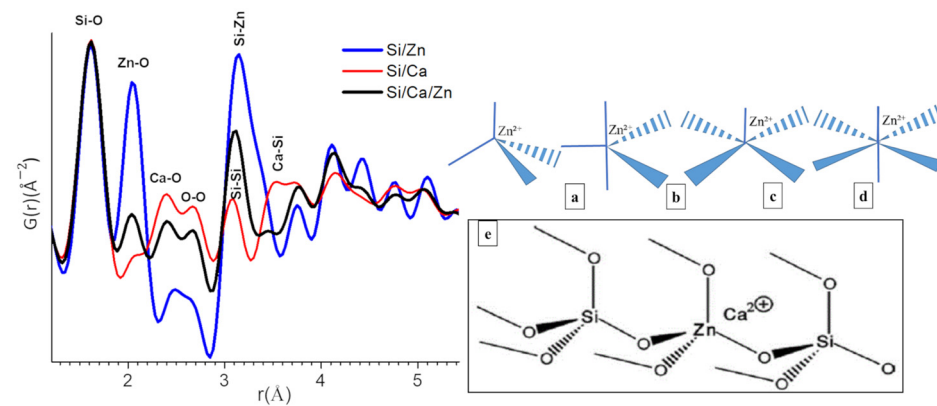 Si-O
Zn-O
Ca-O
O-O
Si-Zn
Si-Si
Ca-Si
Si/Zn
Si/Ca
Si/Ca/Zn
G(r)(Å⁻²)
2 3 4 5
r(Å)
Zn²⁺ Zn²⁺ Zn²⁺ Zn²⁺
a b c d
e
O O O
Si Zn Ca²⊕ Si
O O O O O
O O O